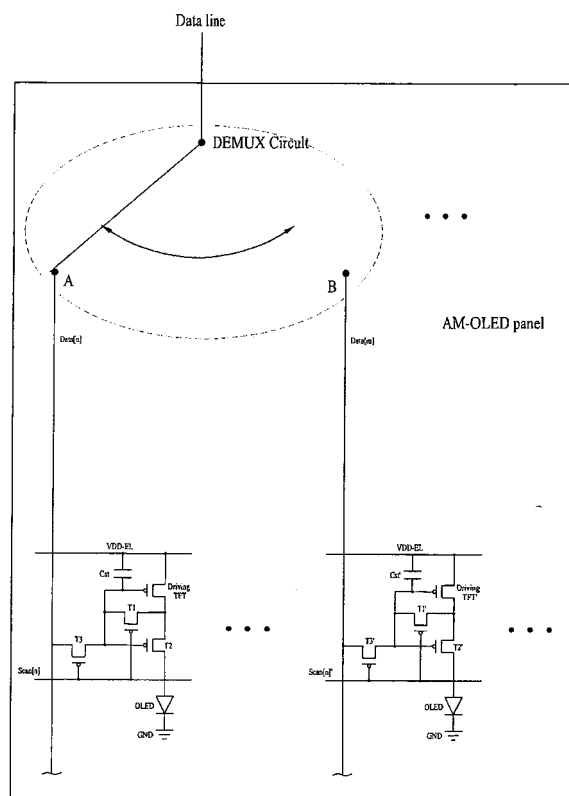 Data line
DEMUX Circuit
A
B
AM-OLED panel
Data[n]
Data[m]
VDD-EL
VDD-EL
Cst
Cst'
Driving
TFT
Driving
TFT'
T1
T1'
T3
T2
T3'
T2'
Scan[n]
Scan[n]'
OLED
OLED
GND
GND